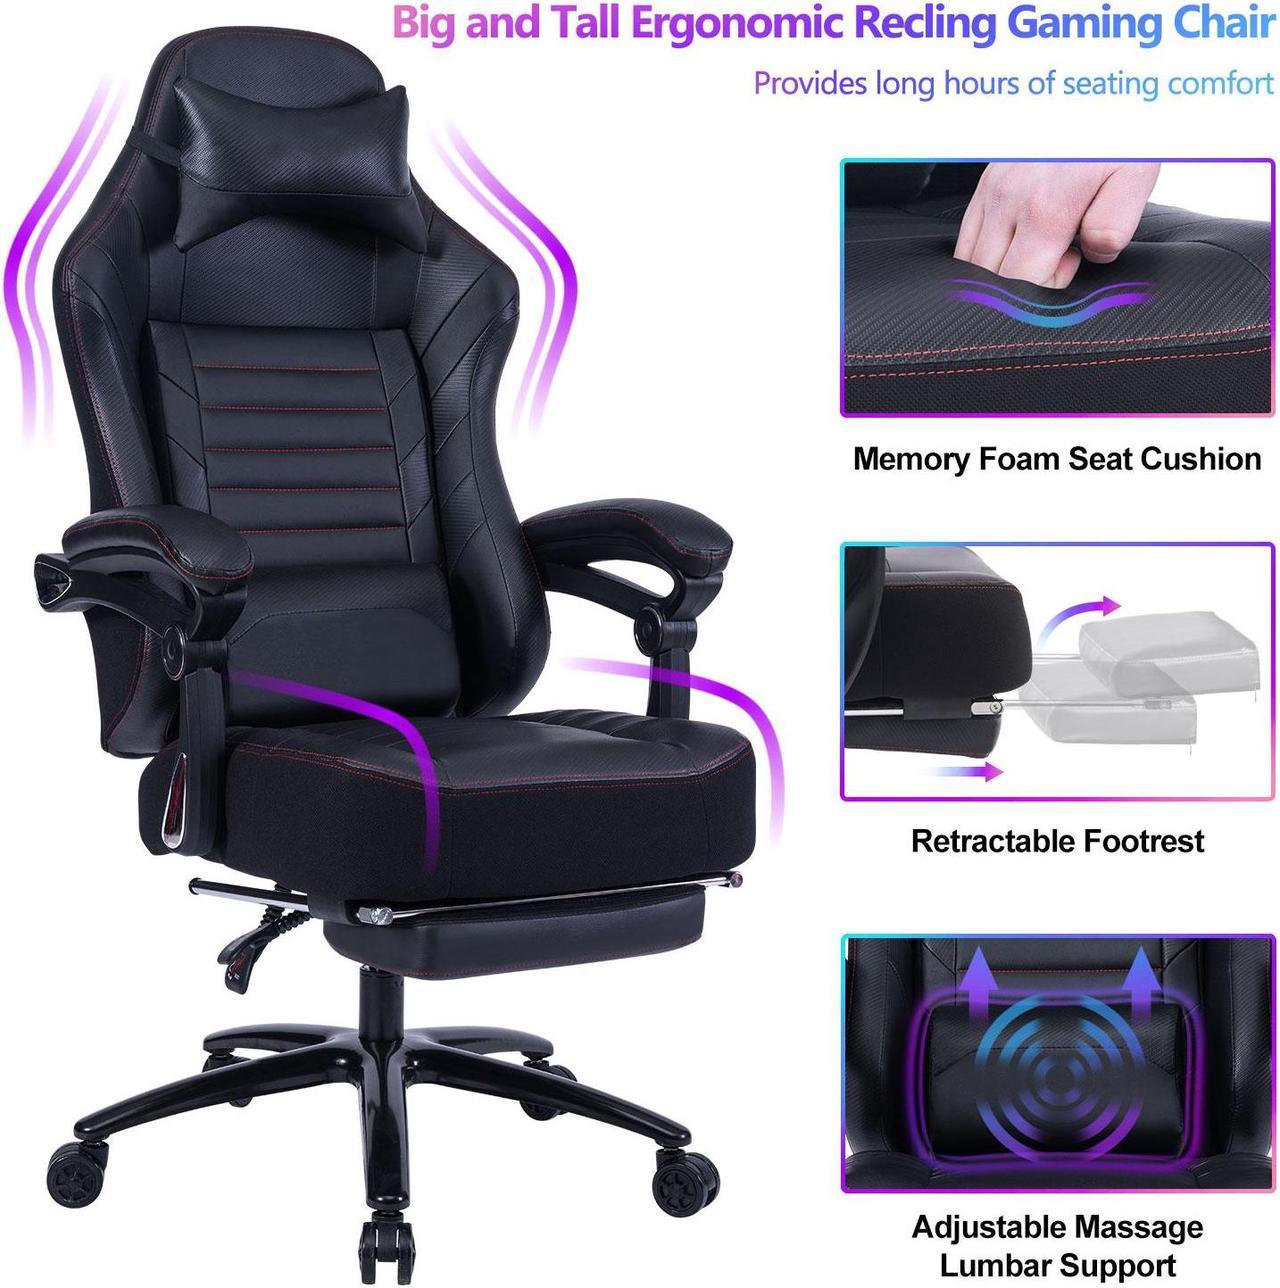 Big and Tall Ergonomic Recling Gaming Chair
Provides long hours of seating comfort
Memory Foam Seat Cushion
Retractable Footrest
Adjustable Massage
Lumbar Support